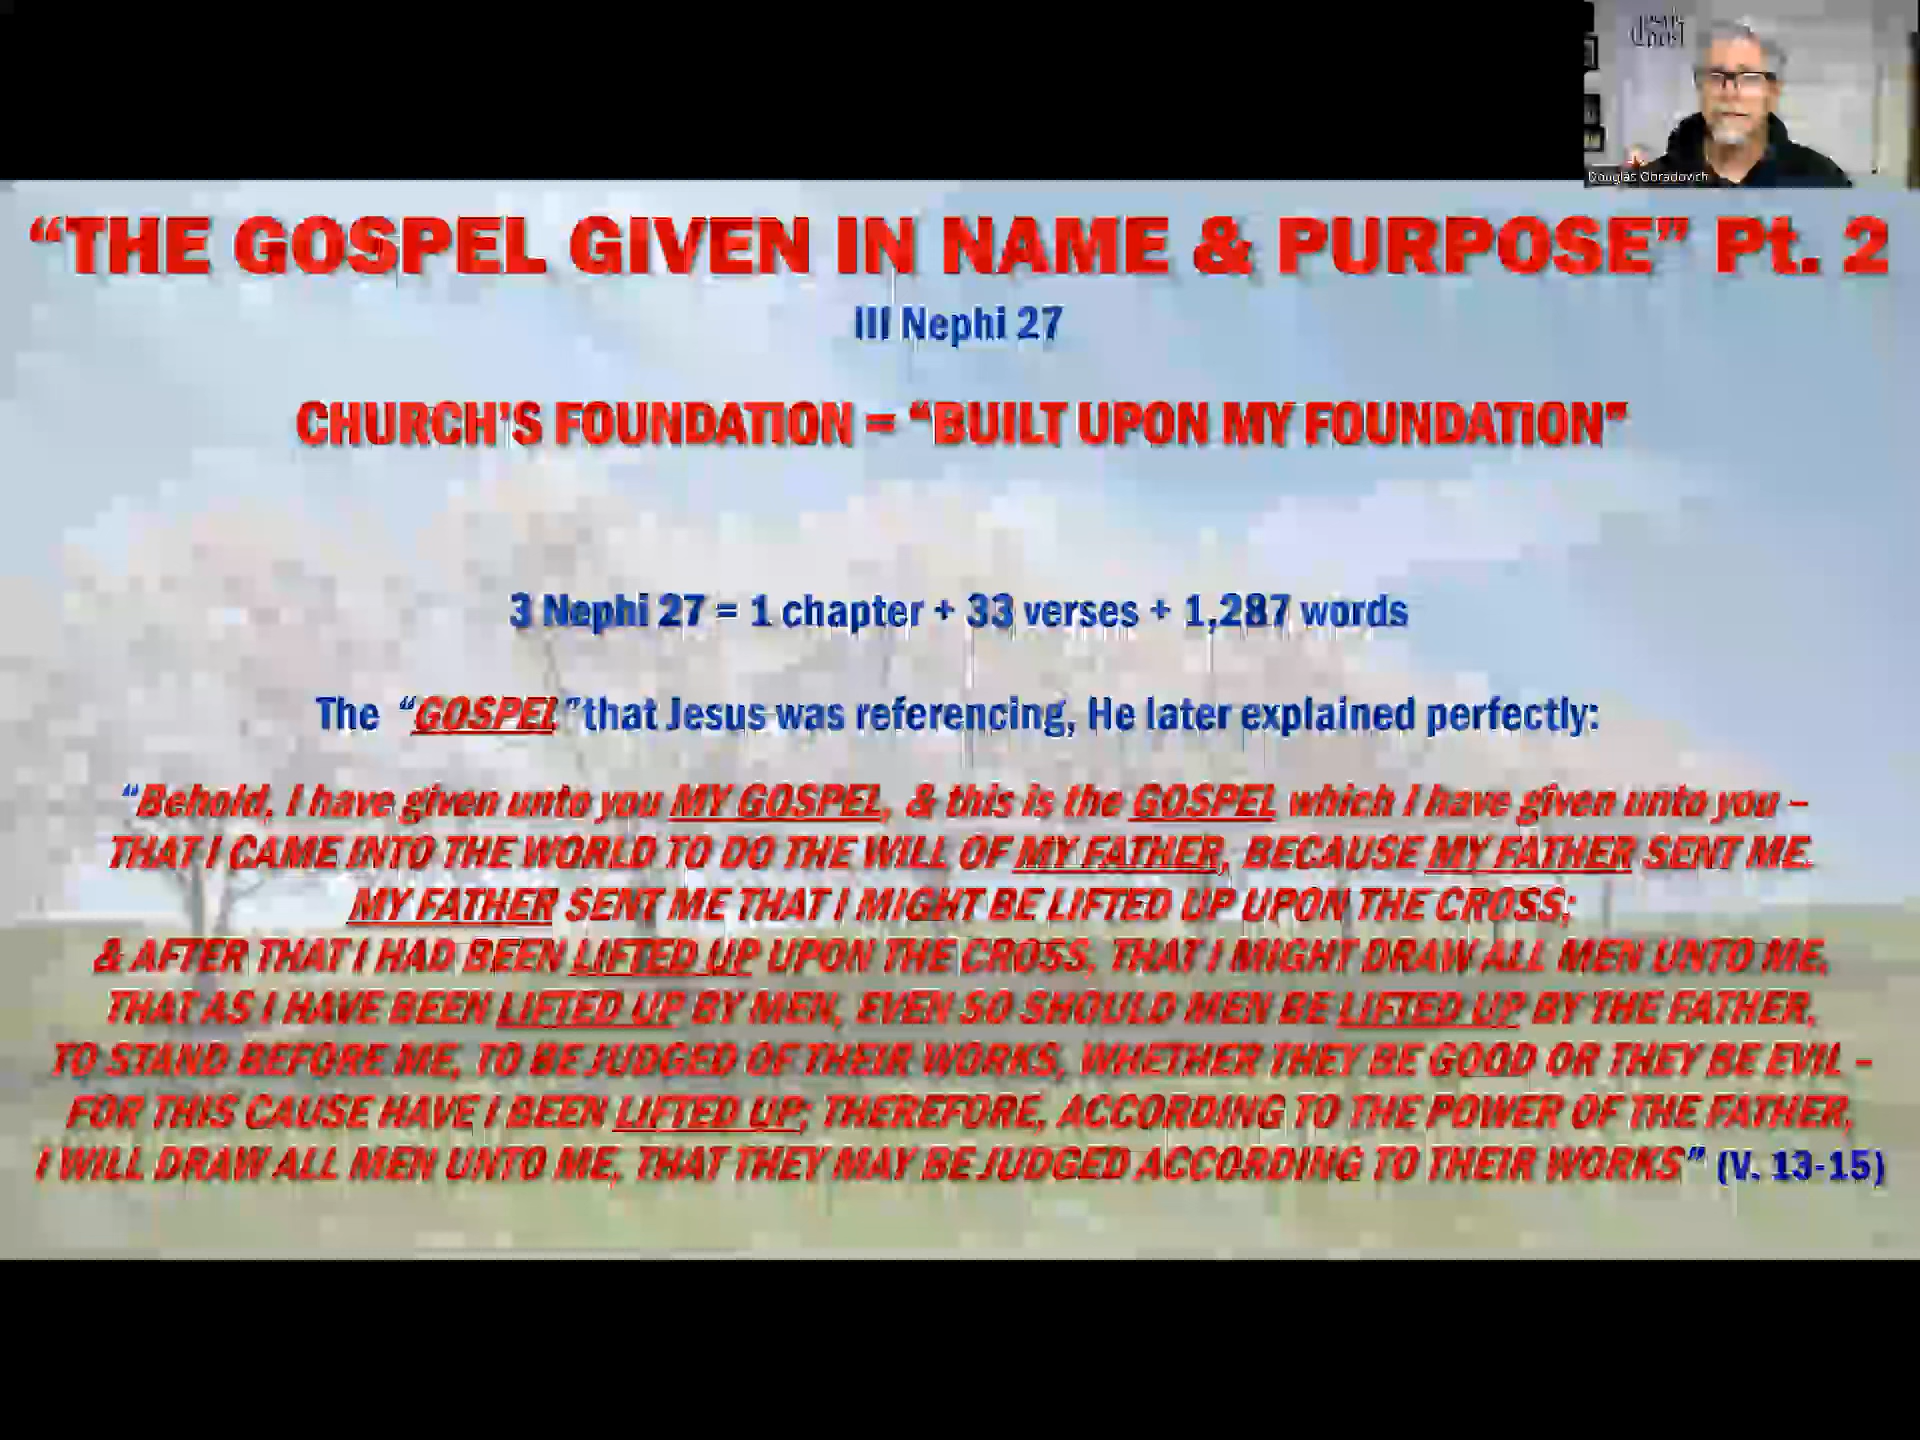 Jesus
Christ
Douglas Obradovich
“THE GOSPEL GIVEN IN NAME & PURPOSE” Pt. 2
III Nephi 27
CHURCH’S FOUNDATION = “BUILT UPON MY FOUNDATION”
3 Nephi 27 = 1 chapter + 33 verses + 1,287 words
The “GOSPEL” that Jesus was referencing, He later explained perfectly:
“Behold, I have given unto you MY GOSPEL, & this is the GOSPEL which I have given unto you –
THAT I CAME INTO THE WORLD TO DO THE WILL OF MY FATHER, BECAUSE MY FATHER SENT ME.
MY FATHER SENT ME THAT I MIGHT BE LIFTED UP UPON THE CROSS;
& AFTER THAT I HAD BEEN LIFTED UP UPON THE CROSS, THAT I MIGHT DRAW ALL MEN UNTO ME,
THAT AS I HAVE BEEN LIFTED UP BY MEN, EVEN SO SHOULD MEN BE LIFTED UP BY THE FATHER,
TO STAND BEFORE ME, TO BE JUDGED OF THEIR WORKS, WHETHER THEY BE GOOD OR THEY BE EVIL –
FOR THIS CAUSE HAVE I BEEN LIFTED UP; THEREFORE, ACCORDING TO THE POWER OF THE FATHER,
I WILL DRAW ALL MEN UNTO ME, THAT THEY MAY BE JUDGED ACCORDING TO THEIR WORKS” (V. 13-15)